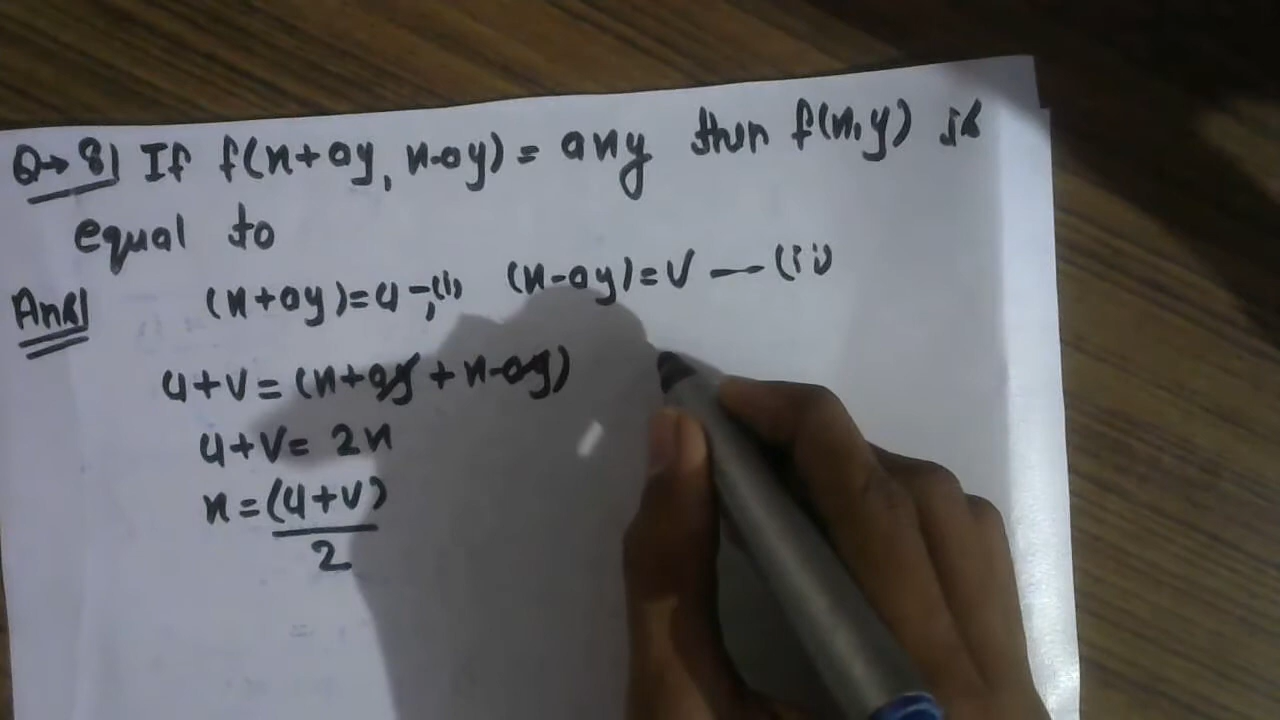 Q→8) If f(x+ay, x-ay) = axy then f(x,y) is
equal to
Ans) (x+ay)=u-(i), (x-ay)=v — (ii)
u+v= (x+ay + x-ay)
u+v= 2x
x=(u+v)
2